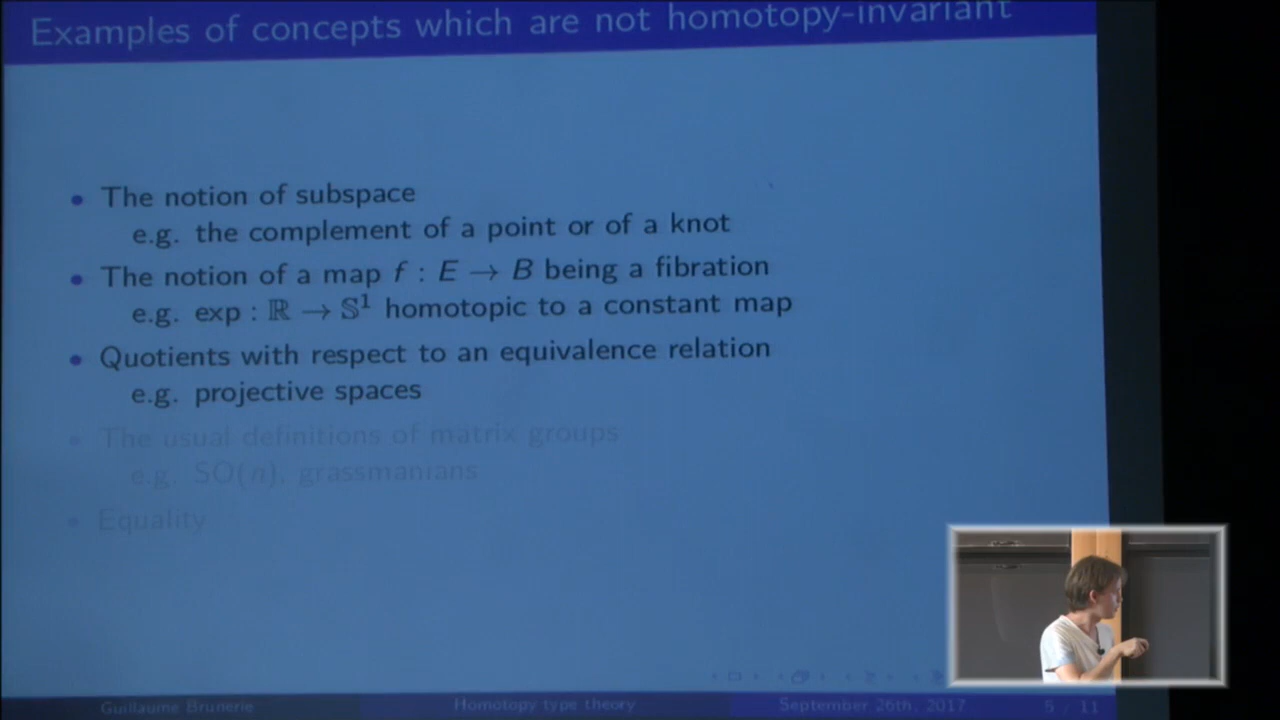 Examples of concepts which are not homotopy-invariant
• The notion of subspace
e.g. the complement of a point or of a knot
• The notion of a map f : E → B being a fibration
e.g. exp : ℝ → 𝕊¹ homotopic to a constant map
• Quotients with respect to an equivalence relation
e.g. projective spaces
• The usual definitions of matrix groups
e.g. SO(n), grassmanians
• Equality
Guillaume Brunerie Homotopy type theory September 26th, 2017 5 / 11